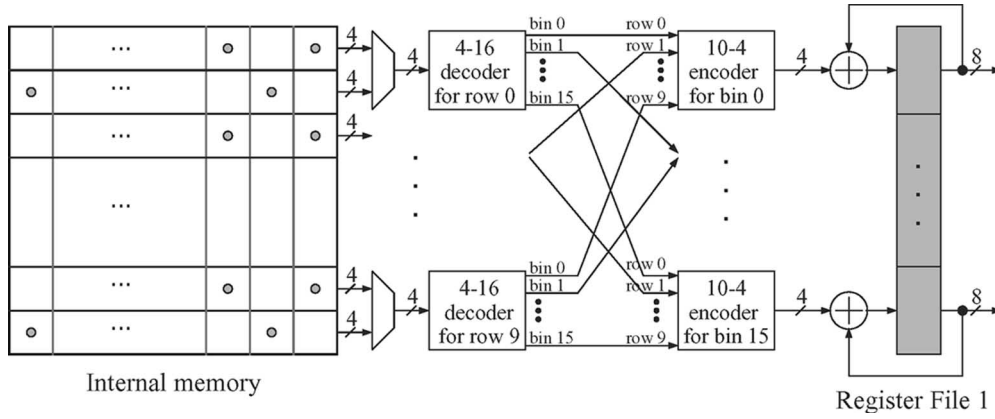 ...
4
4
4-16
decoder
for row 0
4
bin 0
bin 1
bin 15
row 0
row 1
row 9
10-4
encoder
for bin 0
4
8
...
4
...
4
...
...
4
4
4-16
decoder
for row 9
4
bin 0
bin 1
bin 15
row 0
row 1
row 9
10-4
encoder
for bin 15
4
8
...
4
Internal memory
Register File 1